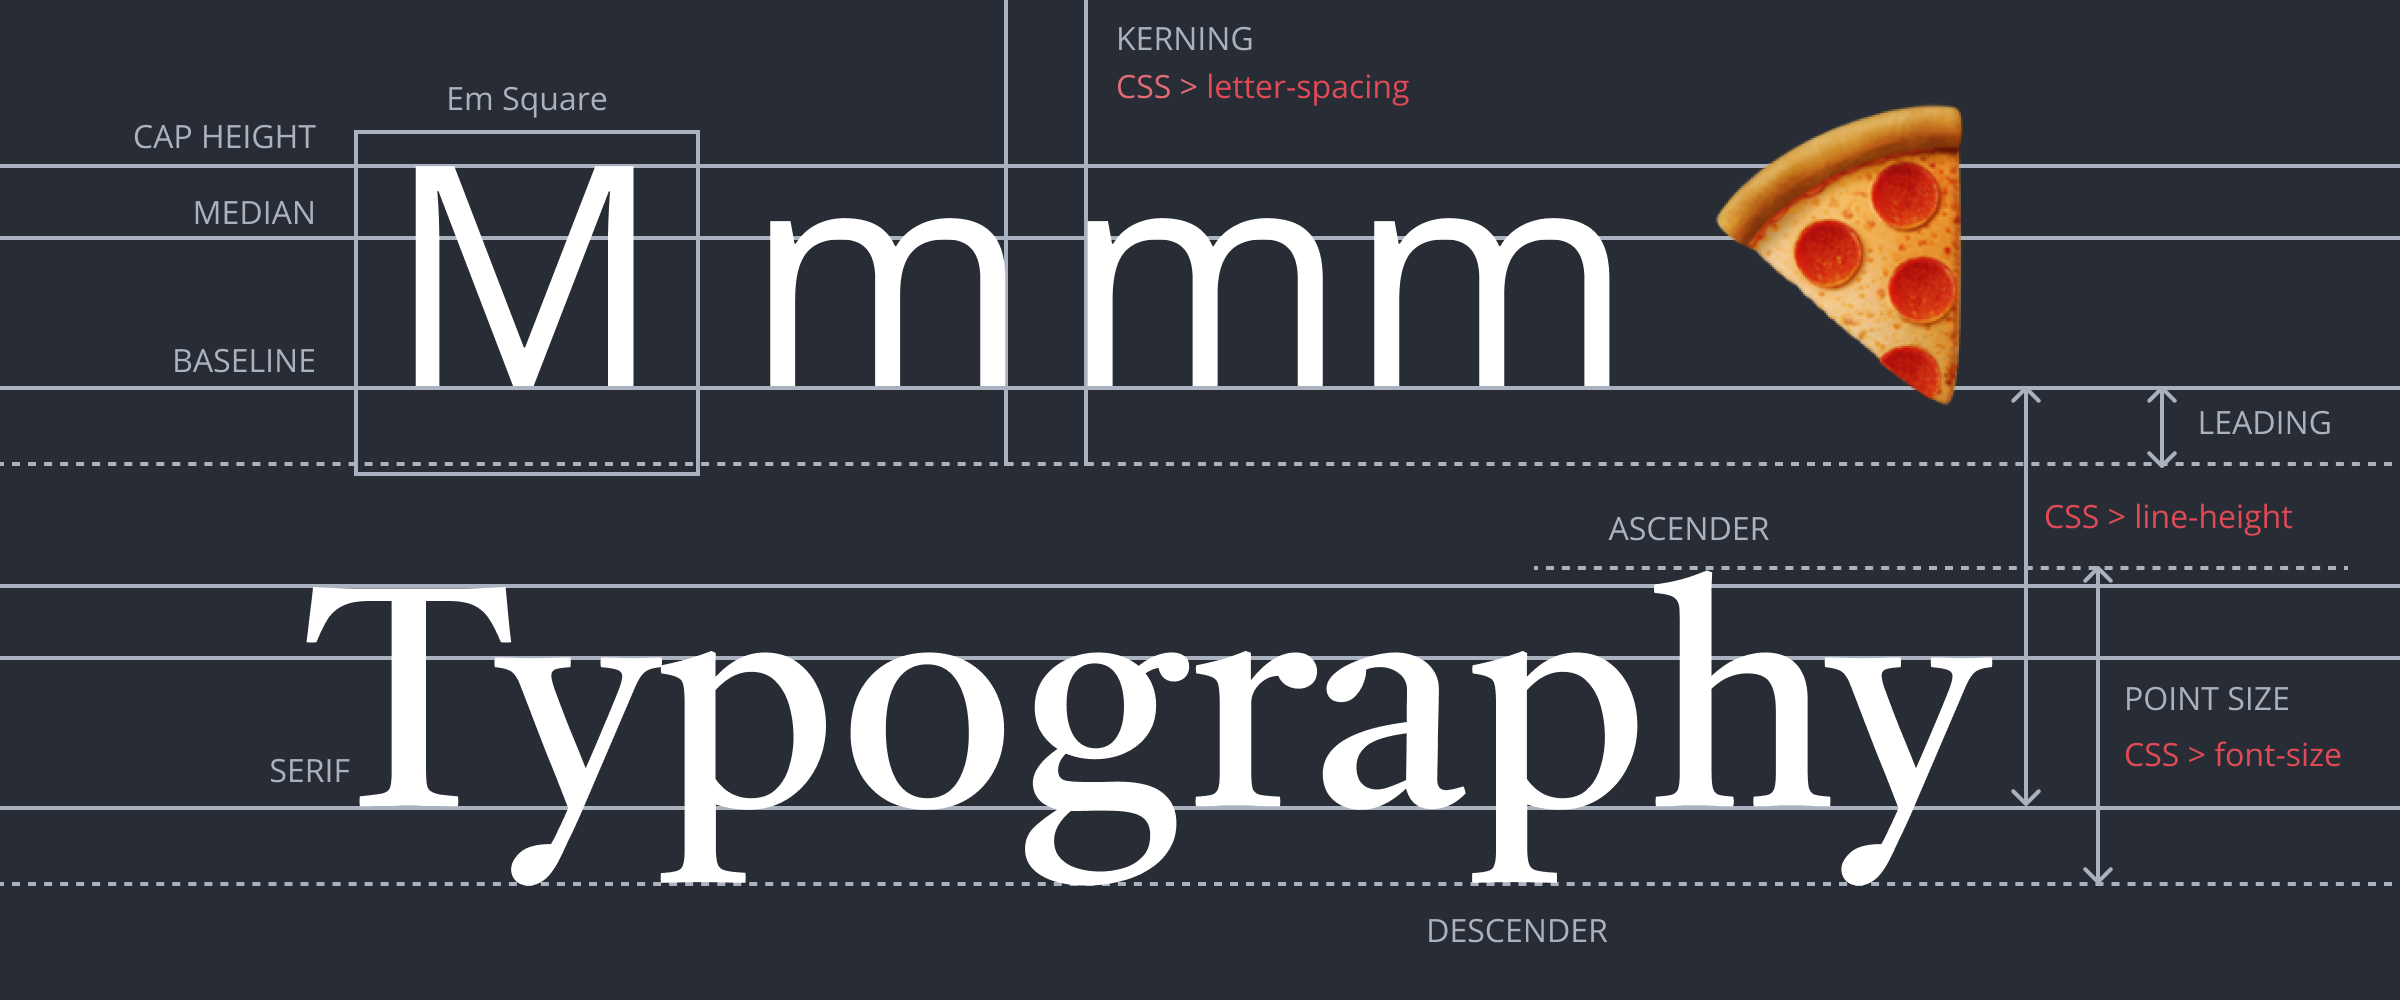 KERNING
CSS > letter-spacing
Em Square
CAP HEIGHT
MEDIAN
M m m m
BASELINE
LEADING
CSS > line-height
ASCENDER
Typography
POINT SIZE
CSS > font-size
SERIF
DESCENDER